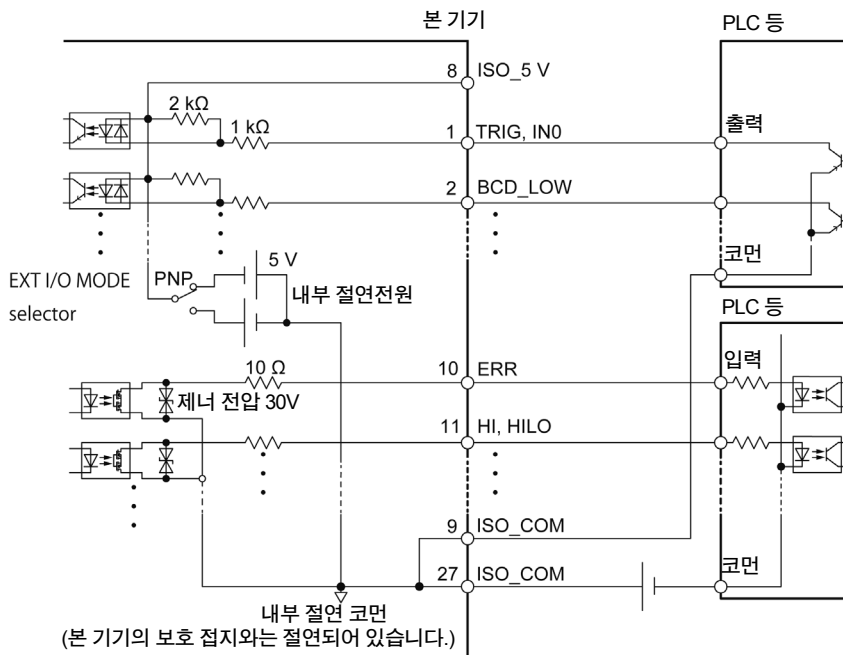 본 기기
PLC 등
8 ISO_5 V
2 kΩ
1 kΩ
1 TRIG, IN0
출력
2 BCD_LOW
EXT I/O MODE
selector
PNP
5 V
내부 절연전원
코먼
PLC 등
10 Ω
10 ERR
입력
제너 전압 30V
11 HI, HILO
9 ISO_COM
27 ISO_COM
코먼
내부 절연 코먼
(본 기기의 보호 접지와는 절연되어 있습니다.)